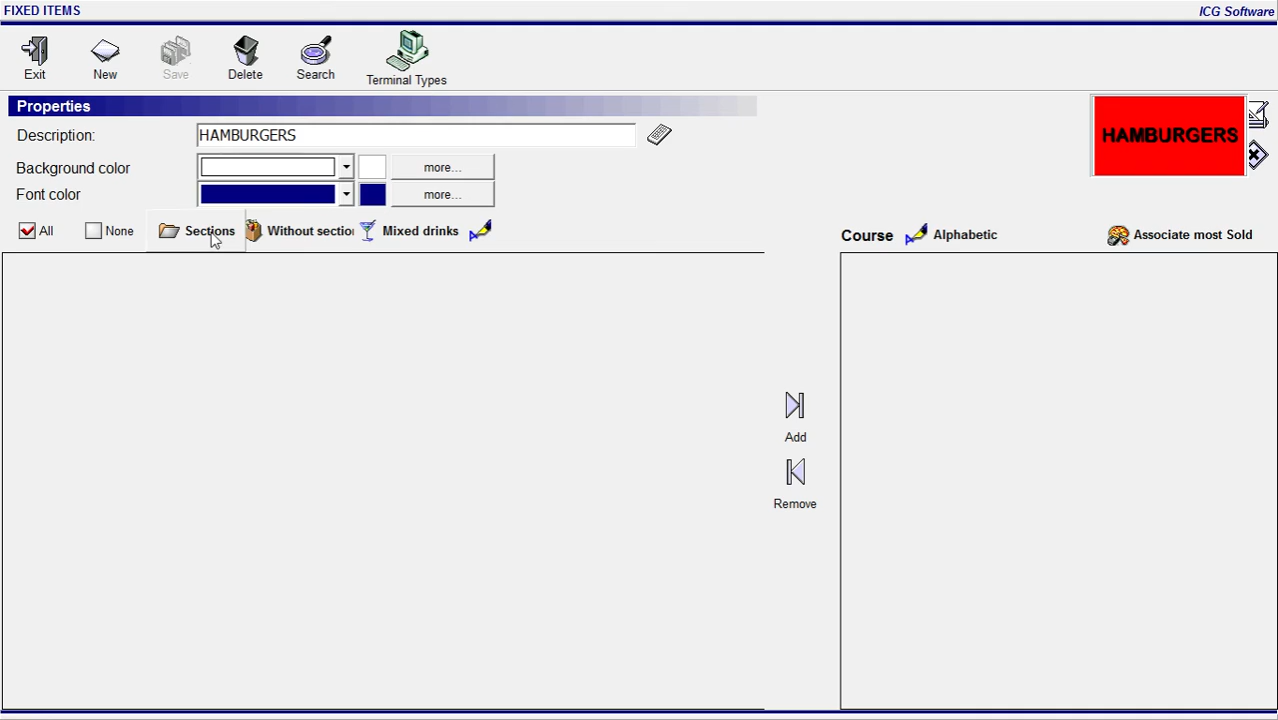 FIXED ITEMS
ICG Software
Exit
New
Save
Delete
Search
Terminal Types
Properties
Description:
HAMBURGERS
HAMBURGERS
Background color
more...
Font color
more...
All
None
Sections
Without sectio
Mixed drinks
Course
Alphabetic
Associate most Sold
Add
Remove